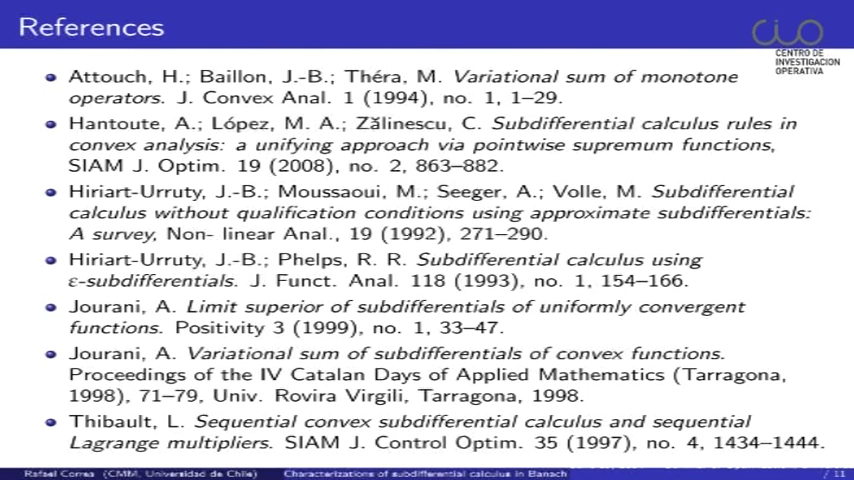 References
CIO
CENTRO DE
INVESTIGACION
OPERATIVA
Attouch, H.; Baillon, J.-B.; Théra, M. Variational sum of monotone
operators. J. Convex Anal. 1 (1994), no. 1, 1–29.
Hantoute, A.; López, M. A.; Zălinescu, C. Subdifferential calculus rules in
convex analysis: a unifying approach via pointwise supremum functions,
SIAM J. Optim. 19 (2008), no. 2, 863–882.
Hiriart-Urruty, J.-B.; Moussaoui, M.; Seeger, A.; Volle, M. Subdifferential
calculus without qualification conditions using approximate subdifferentials:
A survey, Non- linear Anal., 19 (1992), 271–290.
Hiriart-Urruty, J.-B.; Phelps, R. R. Subdifferential calculus using
ε-subdifferentials. J. Funct. Anal. 118 (1993), no. 1, 154–166.
Jourani, A. Limit superior of subdifferentials of uniformly convergent
functions. Positivity 3 (1999), no. 1, 33–47.
Jourani, A. Variational sum of subdifferentials of convex functions.
Proceedings of the IV Catalan Days of Applied Mathematics (Tarragona,
1998), 71–79, Univ. Rovira Virgili, Tarragona, 1998.
Thibault, L. Sequential convex subdifferential calculus and sequential
Lagrange multipliers. SIAM J. Control Optim. 35 (1997), no. 4, 1434–1444.
Rafael Correa (CMM, Universidad de Chile) Characterizations of subdifferential calculus in Banach / 11